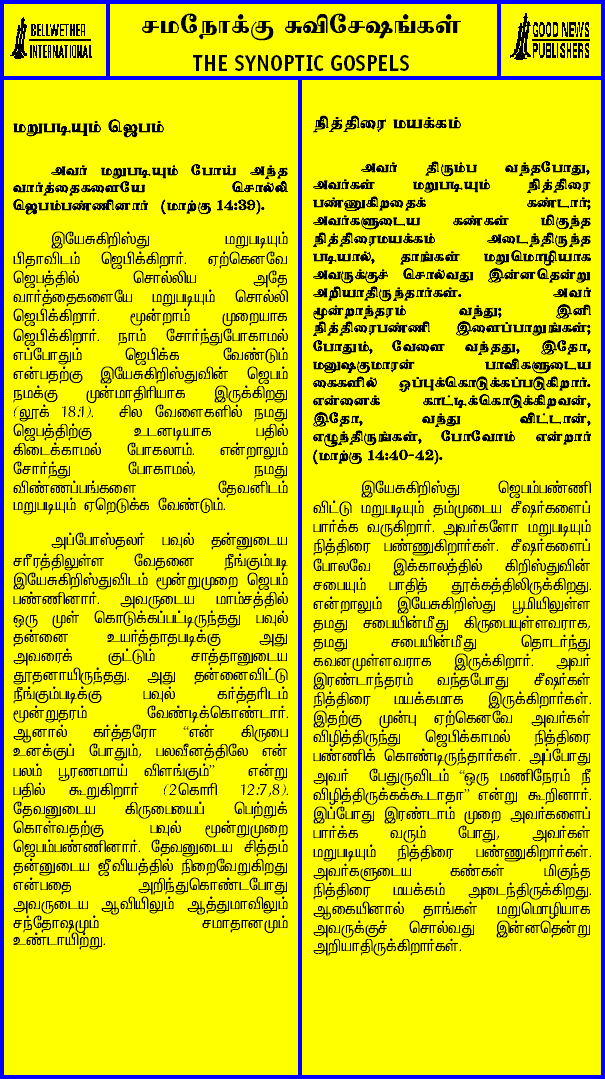 BELLWETHER
INTERNATIONAL
சமநோக்கு சுவிசேஷங்கள்
THE SYNOPTIC GOSPELS
GOOD NEWS
PUBLISHERS
மறுபடியும் ஜெபம்
அவர் மறுபடியும் போய் அந்த
வார்த்தைகளையே சொல்லி
ஜெபம்பண்ணினார் (மாற்கு 14:39).
இயேசுகிறிஸ்து மறுபடியும்
பிதாவிடம் ஜெபிக்கிறார். ஏற்கெனவே
ஜெபத்தில் சொல்லிய அதே
வார்த்தைகளையே மறுபடியும் சொல்லி
ஜெபிக்கிறார். மூன்றாம் முறையாக
ஜெபிக்கிறார். நாம் சோர்ந்துபோகாமல்
எப்போதும் ஜெபிக்க வேண்டும்
என்பதற்கு இயேசுகிறிஸ்துவின் ஜெபம்
நமக்கு முன்மாதிரியாக இருக்கிறது
(லூக் 18:1). சில வேளைகளில் நமது
ஜெபத்திற்கு உடனடியாக பதில்
கிடைக்காமல் போகலாம். என்றாலும்
சோர்ந்து போகாமல், நமது
விண்ணப்பங்களை தேவனிடம்
மறுபடியும் ஏறெடுக்க வேண்டும்.
அப்போஸ்தலர் பவுல் தன்னுடைய
சரீரத்திலுள்ள வேதனை நீங்கும்படி
இயேசுகிறிஸ்துவிடம் மூன்றுமுறை ஜெபம்
பண்ணினார். அவருடைய மாம்சத்தில்
ஒரு முள் கொடுக்கப்பட்டிருந்தது பவுல்
தன்னை உயர்த்தாதபடிக்கு அது
அவரைக் குட்டும் சாத்தானுடைய
தூதனாயிருந்தது. அது தன்னைவிட்டு
நீங்கும்படிக்கு பவுல் கர்த்தரிடம்
மூன்றுதரம் வேண்டிக்கொண்டார்.
ஆனால் கர்த்தரோ “என் கிருபை
உனக்குப் போதும், பலவீனத்திலே என்
பலம் பூரணமாய் விளங்கும்” என்று
பதில் கூறுகிறார் (2கொரி 12:7,8).
தேவனுடைய கிருபையைப் பெற்றுக்
கொள்வதற்கு பவுல் மூன்றுமுறை
ஜெபம்பண்ணினார். தேவனுடைய சித்தம்
தன்னுடைய ஜீவியத்தில் நிறைவேறுகிறது
என்பதை அறிந்துகொண்டபோது
அவருடைய ஆவியிலும் ஆத்துமாவிலும்
சந்தோஷமும் சமாதானமும்
உண்டாயிற்று.
நித்திரை மயக்கம்
அவர் திரும்ப வந்தபோது,
அவர்கள் மறுபடியும் நித்திரை
பண்ணுகிறதைக் கண்டார்;
அவர்களுடைய கண்கள் மிகுந்த
நித்திரைமயக்கம் அடைந்திருந்த
படியால், தாங்கள் மறுமொழியாக
அவருக்குச் சொல்வது இன்னதென்று
அறியாதிருந்தார்கள். அவர்
மூன்றாந்தரம் வந்து; இனி
நித்திரைபண்ணி இளைப்பாறுங்கள்;
போதும், வேளை வந்தது, இதோ,
மனுஷகுமாரன் பாவிகளுடைய
கைகளில் ஒப்புக்கொடுக்கப்படுகிறார்.
என்னைக் காட்டிக்கொடுக்கிறவன்,
இதோ, வந்து விட்டான்,
எழுந்திருங்கள், போவோம் என்றார்
(மாற்கு 14:40-42).
இயேசுகிறிஸ்து ஜெபம்பண்ணி
விட்டு மறுபடியும் தம்முடைய சீஷர்களைப்
பார்க்க வருகிறார். அவர்களோ மறுபடியும்
நித்திரை பண்ணுகிறார்கள். சீஷர்களைப்
போலவே இக்காலத்தில் கிறிஸ்துவின்
சபையும் பாதித் தூக்கத்திலிருக்கிறது.
என்றாலும் இயேசுகிறிஸ்து பூமியிலுள்ள
தமது சபையின்மீது கிருபையுள்ளவராக,
தமது சபையின்மீது தொடர்ந்து
கவனமுள்ளவராக இருக்கிறார். அவர்
இரண்டாந்தரம் வந்தபோது சீஷர்கள்
நித்திரை மயக்கமாக இருக்கிறார்கள்.
இதற்கு முன்பு ஏற்கெனவே அவர்கள்
விழித்திருந்து ஜெபிக்காமல் நித்திரை
பண்ணிக் கொண்டிருந்தார்கள். அப்போது
அவர் பேதுருவிடம் “ஒரு மணிநேரம் நீ
விழித்திருக்கக்கூடாதா” என்று கூறினார்.
இப்போது இரண்டாம் முறை அவர்களைப்
பார்க்க வரும் போது, அவர்கள்
மறுபடியும் நித்திரை பண்ணுகிறார்கள்.
அவர்களுடைய கண்கள் மிகுந்த
நித்திரை மயக்கம் அடைந்திருக்கிறது.
ஆகையினால் தாங்கள் மறுமொழியாக
அவருக்குச் சொல்வது இன்னதென்று
அறியாதிருக்கிறார்கள்.